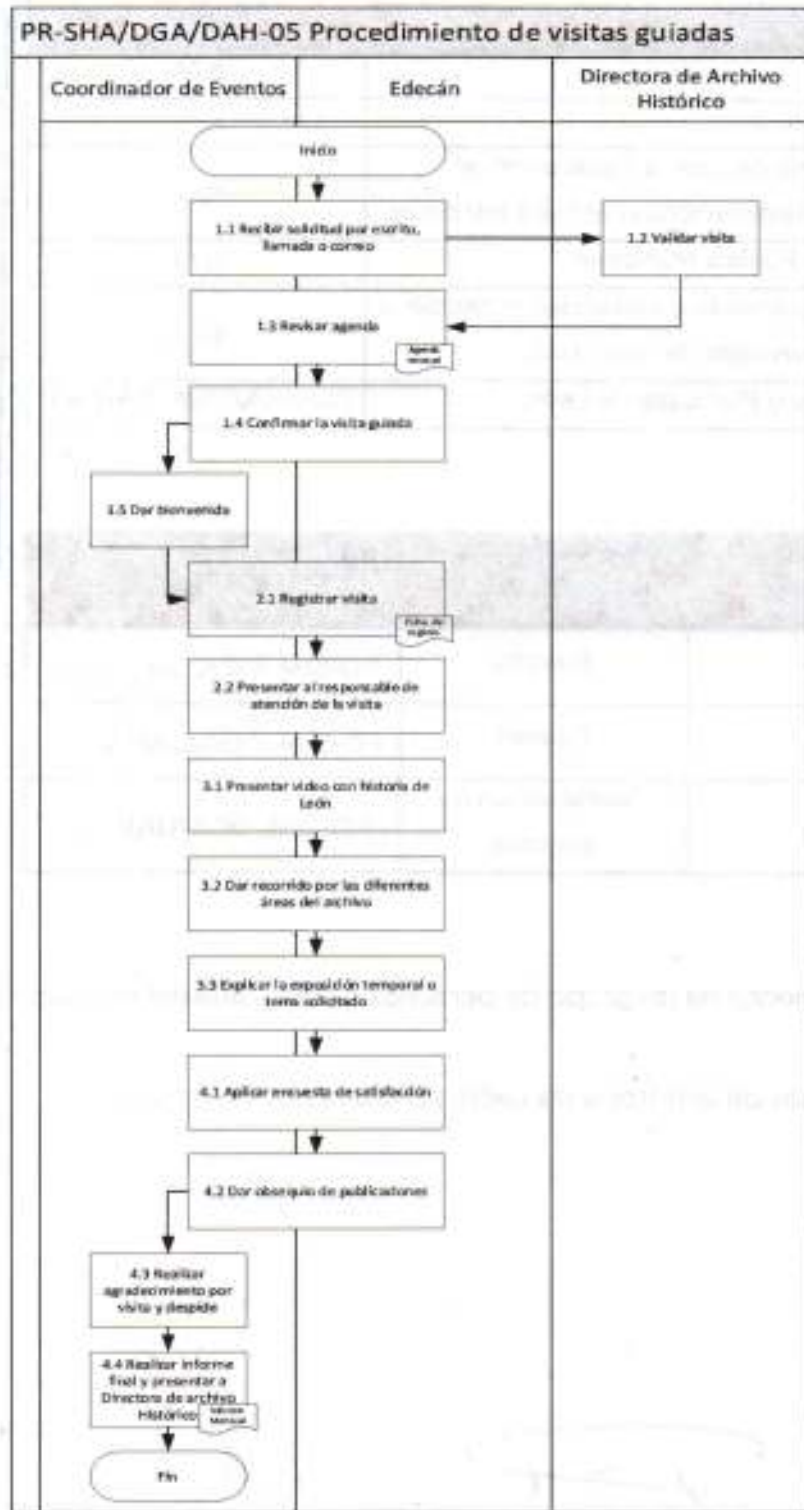 PR-SHA/DGA/DAH-05 Procedimiento de visitas guiadas
Coordinador de Eventos
Edecán
Directora de Archivo
Histórico
Inicio
1.1 Recibir solicitud por escrito,
llamada o correo
1.2 Validar visita
1.3 Revisar agenda
Agenda
mensual
1.4 Confirmar la visita guiada
1.5 Dar bienvenida
2.1 Registrar visita
Ficha de
registro
2.2 Presentar al responsable de
atención de la visita
3.1 Presentar video con historia de
León
3.2 Dar recorrido por las diferentes
áreas del archivo
3.3 Explicar la exposición temporal o
tema solicitado
4.1 Aplicar encuesta de satisfacción
4.2 Dar obsequio de publicaciones
4.3 Realizar
agradecimiento por
visita y despide
4.4 Realizar informe
final y presentar a
Directora de archivo
Histórico
Mensual
Fin